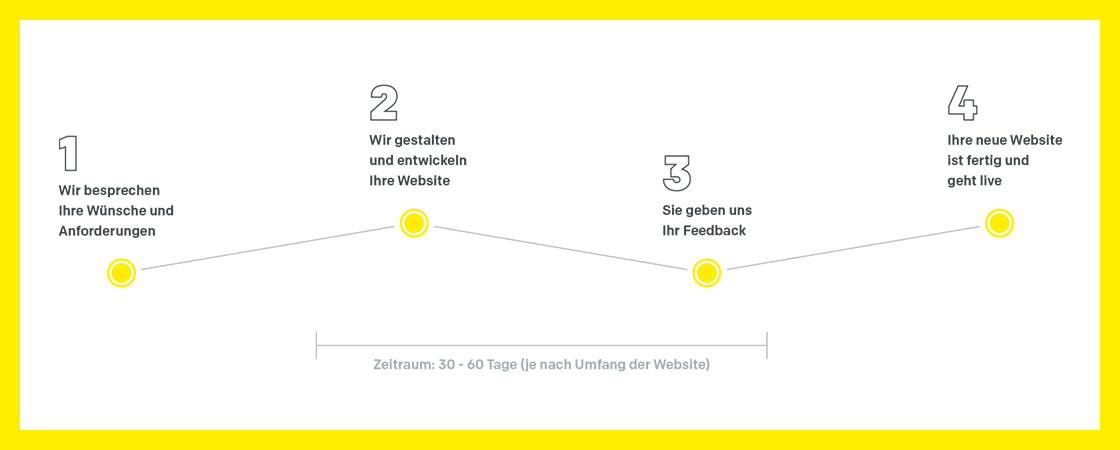 1
Wir besprechen
Ihre Wünsche und
Anforderungen
2
Wir gestalten
und entwickeln
Ihre Website
3
Sie geben uns
Ihr Feedback
4
Ihre neue Website
ist fertig und
geht live
Zeitraum: 30 - 60 Tage (je nach Umfang der Website)